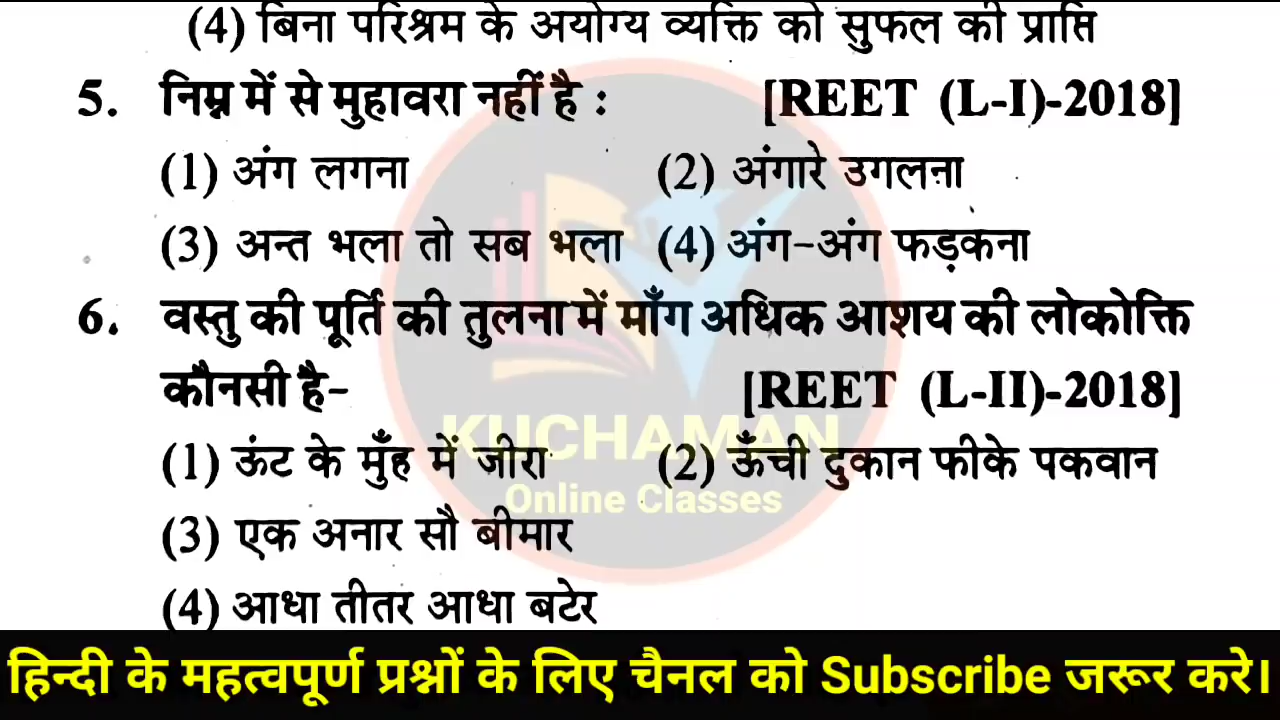 (4) बिना परिश्रम के अयोग्य व्यक्ति को सुफल की प्राप्ति
5. निम्न में से मुहावरा नहीं है : [REET (L-I)-2018]
(1) अंग लगना (2) अंगारे उगलना
(3) अन्त भला तो सब भला (4) अंग-अंग फड़कना
6. वस्तु की पूर्ति की तुलना में माँग अधिक आशय की लोकोक्ति
कौनसी है- [REET (L-II)-2018]
KUCHAMAN
(1) ऊंट के मुँह में जीरा (2) ऊँची दुकान फीके पकवान
Online Classes
(3) एक अनार सौ बीमार
(4) आधा तीतर आधा बटेर
हिन्दी के महत्वपूर्ण प्रश्नों के लिए चैनल को Subscribe जरूर करे।